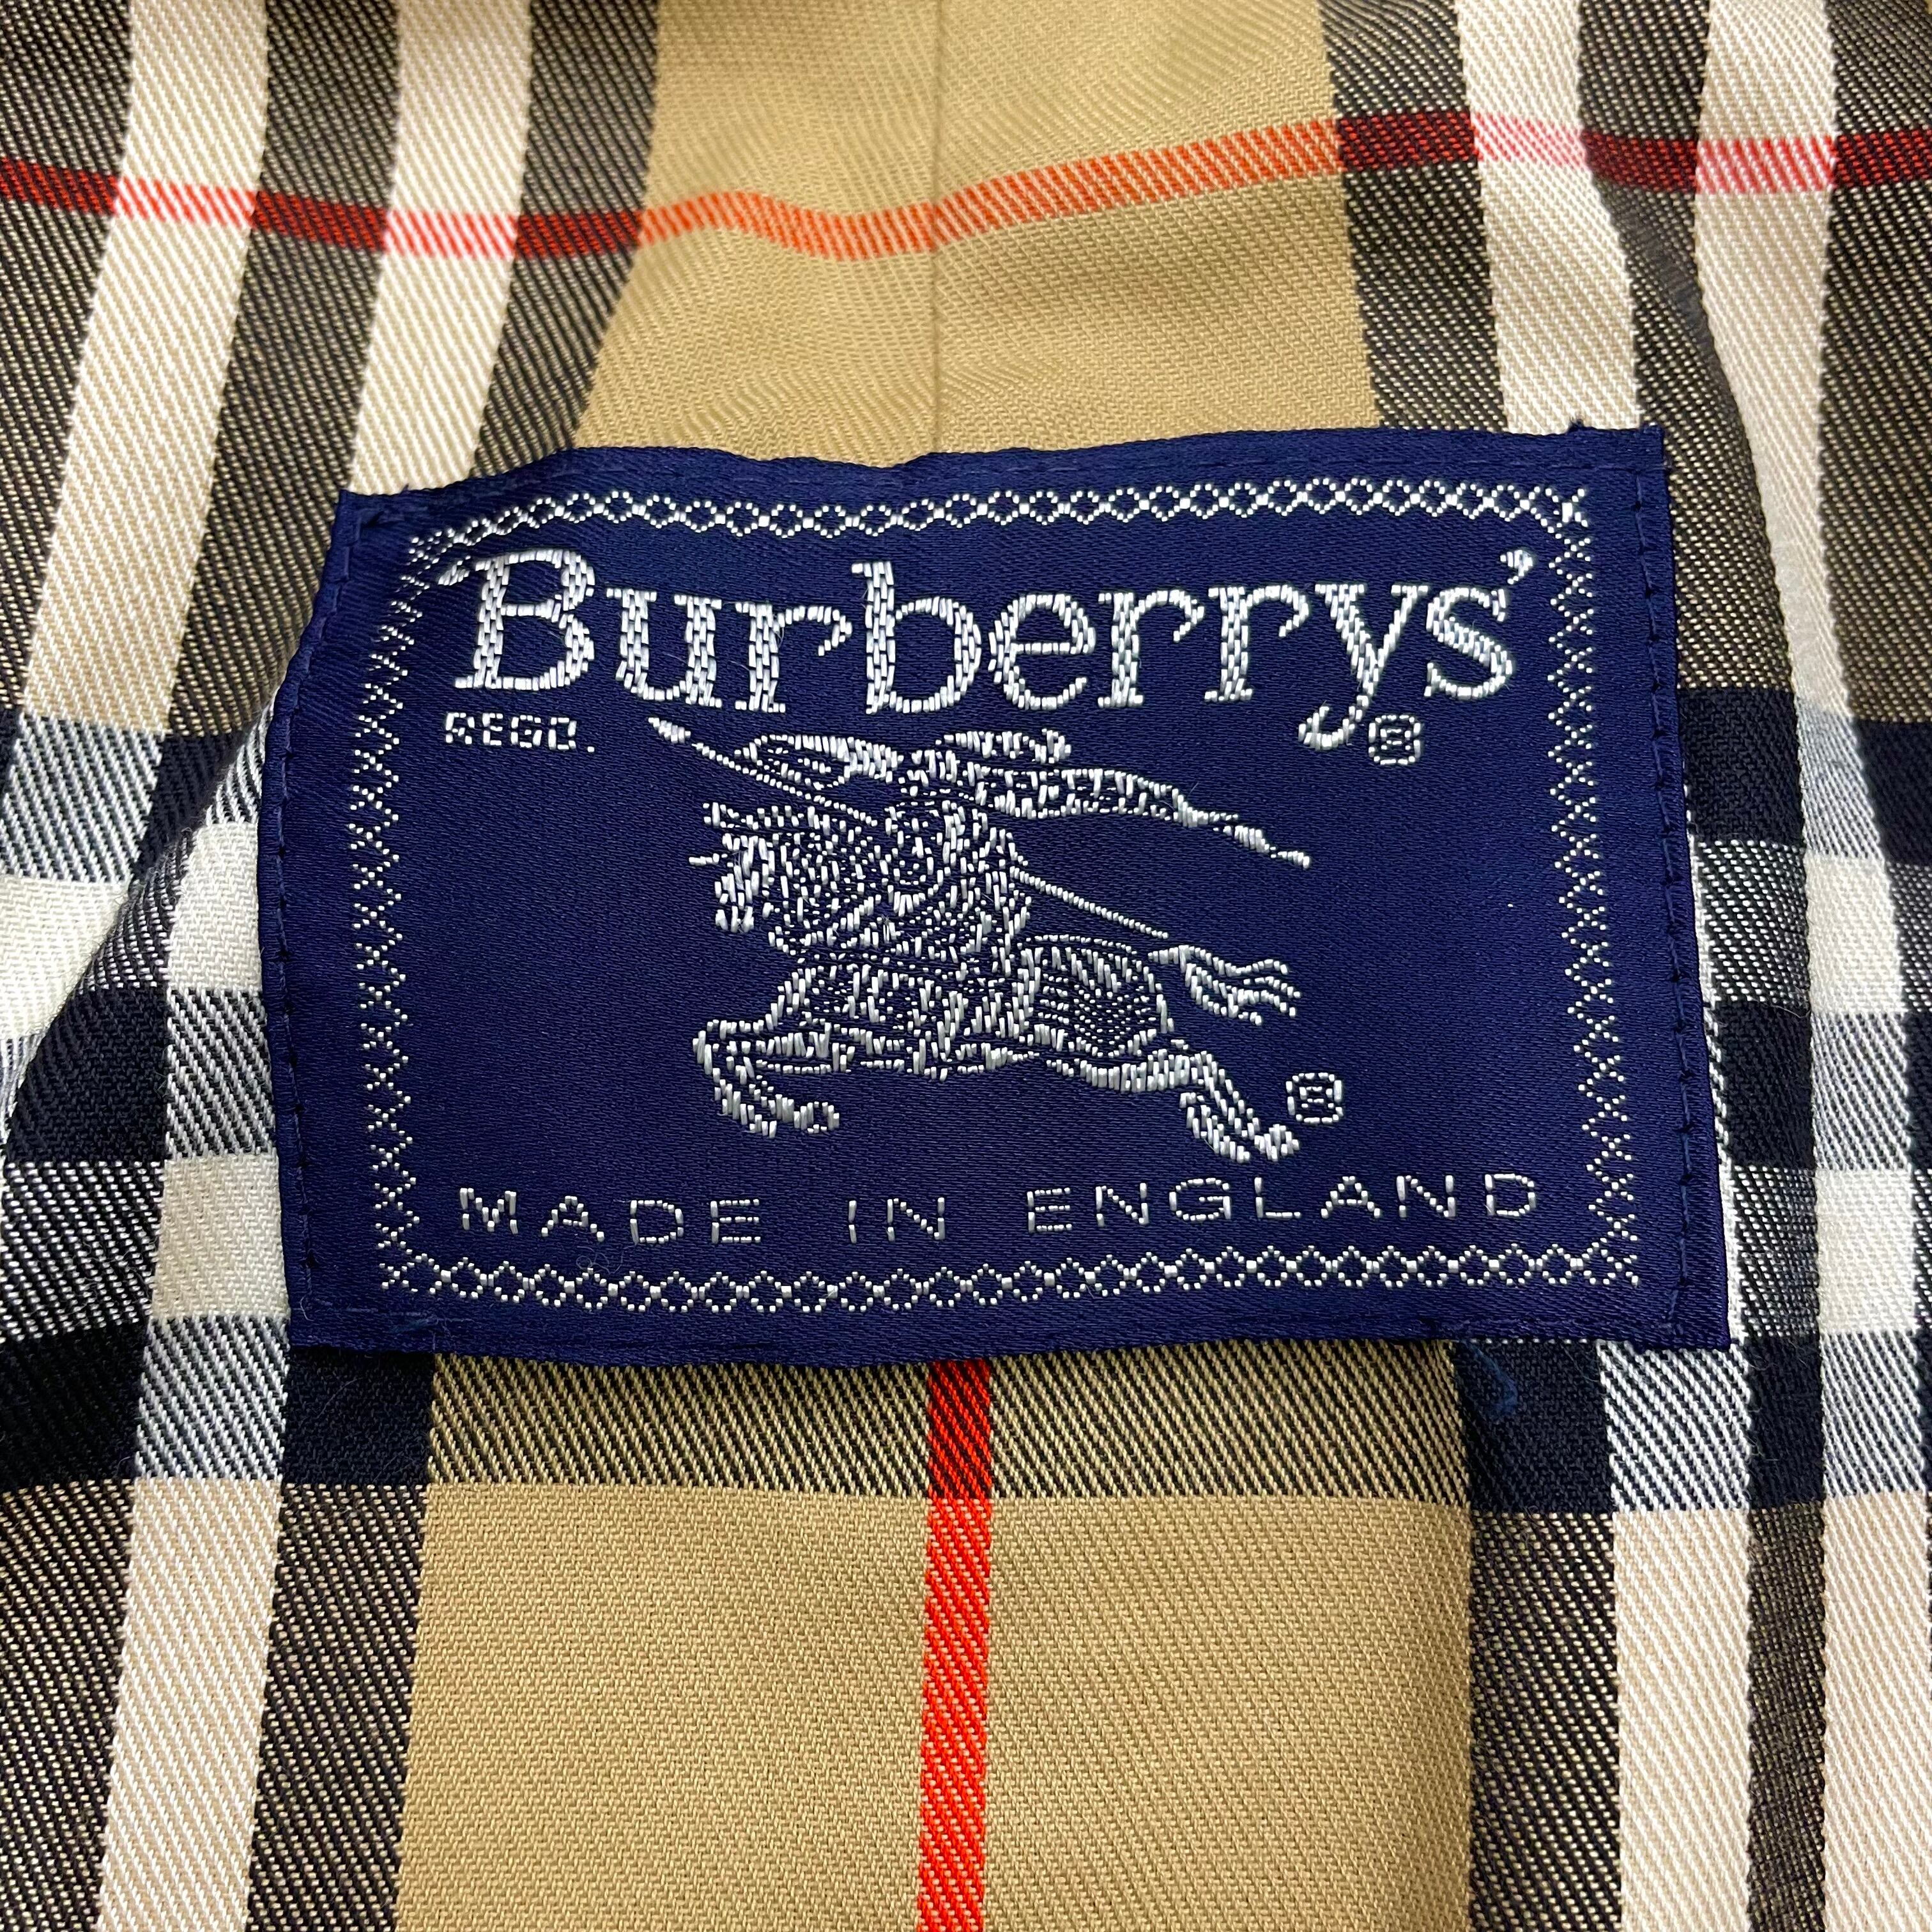 'Burberrys'
REGD. ®
®
MADE IN ENGLAND